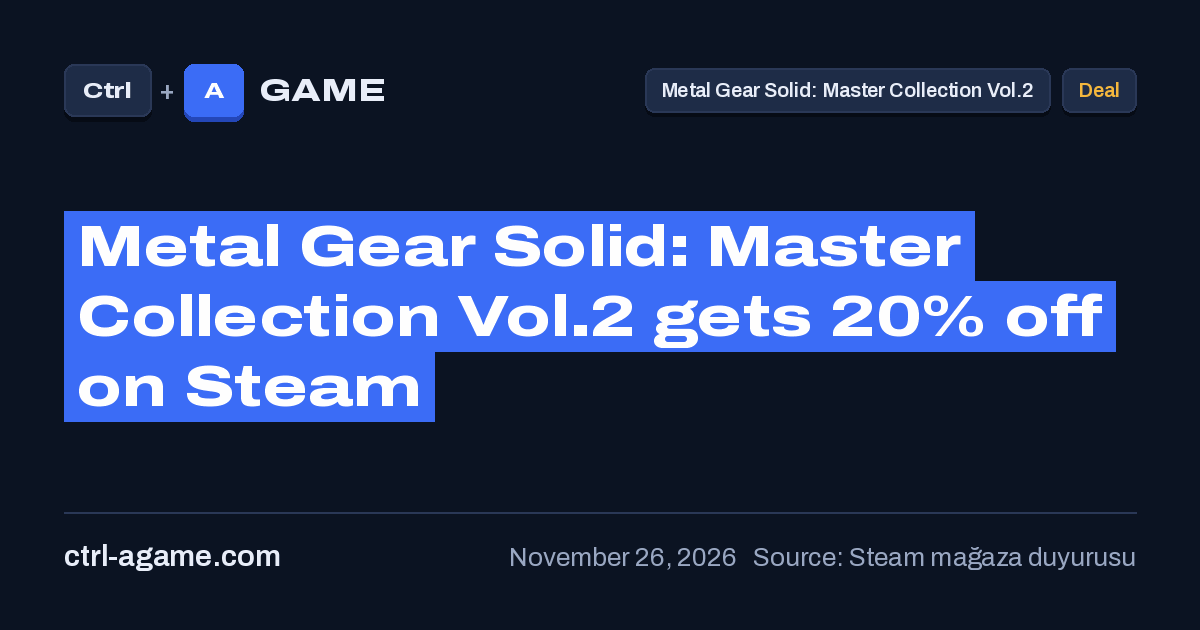 Ctrl + A GAME
Metal Gear Solid: Master Collection Vol.2 Deal
Metal Gear Solid: Master
Collection Vol.2 gets 20% off
on Steam
ctrl-agame.com
November 26, 2026 Source: Steam mağaza duyurusu